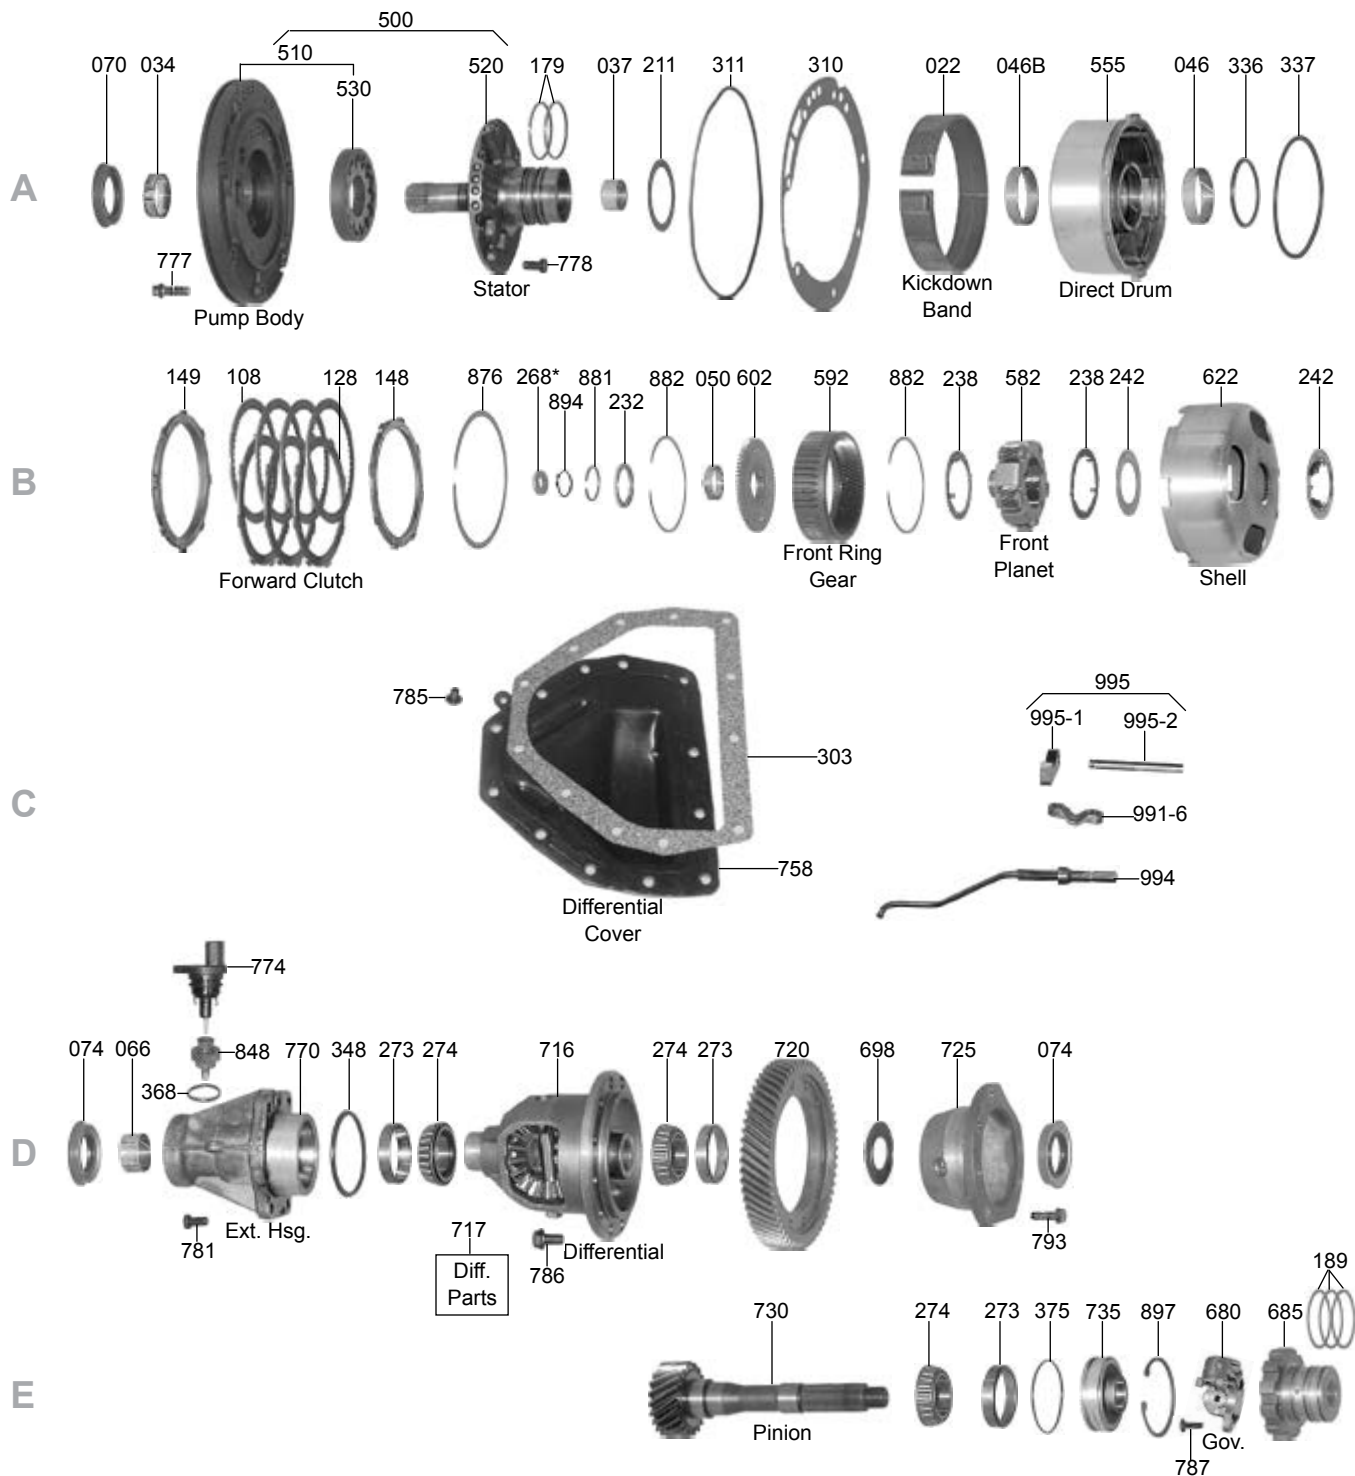 500
510
070 034 530 520 179 037 211 311 310 022 046B 555 046 336 337
A
777
778
Pump Body
Stator
Kickdown
Band
Direct Drum
149 108 128 148 876 268* 894 881 232 882 050 602 592 882 238 582 238 242 622 242
B
Forward Clutch
Front Ring
Gear
Front
Planet
Shell
785
303
758
Differential
Cover
C
995
995-1 995-2
991-6
994
774
848
368
074 066 770 348 273 274 716 274 273 720 698 725 074
D
781
Ext. Hsg.
717
Diff.
Parts
786
Differential
793
189
730 274 273 375 735 897 680 685
E
Pinion
787
Gov.